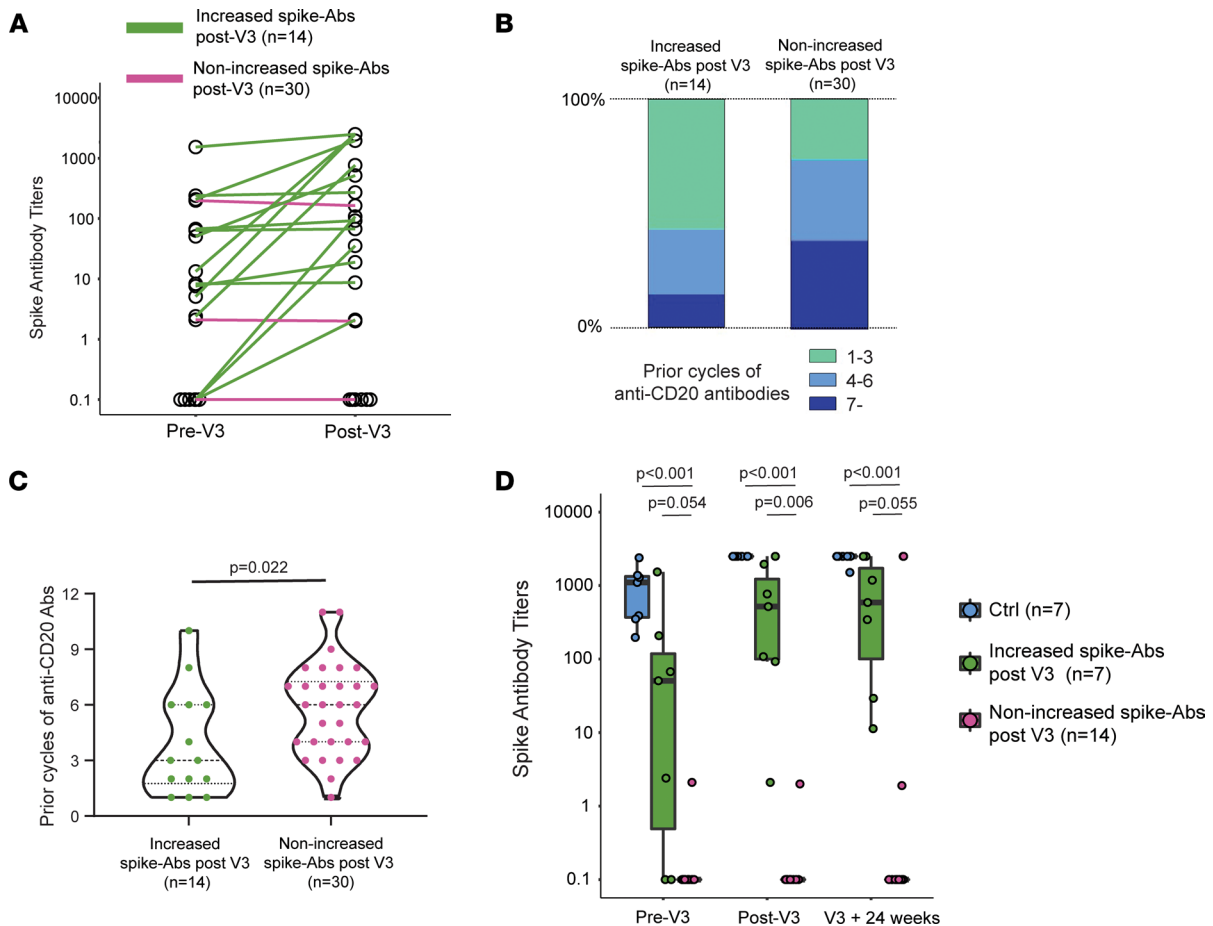 A
Increased spike-Abs
post-V3 (n=14)
Non-increased spike-Abs
post-V3 (n=30)
Spike Antibody Titers
10000
1000
100
10
1
0.1
Pre-V3
Post-V3
B
Increased
spike-Abs post V3
(n=14)
Non-increased
spike-Abs post V3
(n=30)
100%
0%
Prior cycles of
anti-CD20 antibodies
1-3
4-6
7-
C
p=0.022
Prior cycles of anti-CD20 Abs
12
9
6
3
0
Increased
spike-Abs post V3
(n=14)
Non-increased
spike-Abs post V3
(n=30)
D
p<0.001
p<0.001
p<0.001
p=0.054
p=0.006
p=0.055
Spike Antibody Titers
10000
1000
100
10
1
0.1
Pre-V3
Post-V3
V3 + 24 weeks
Ctrl (n=7)
Increased spike-Abs
post V3 (n=7)
Non-increased spike-Abs
post V3 (n=14)